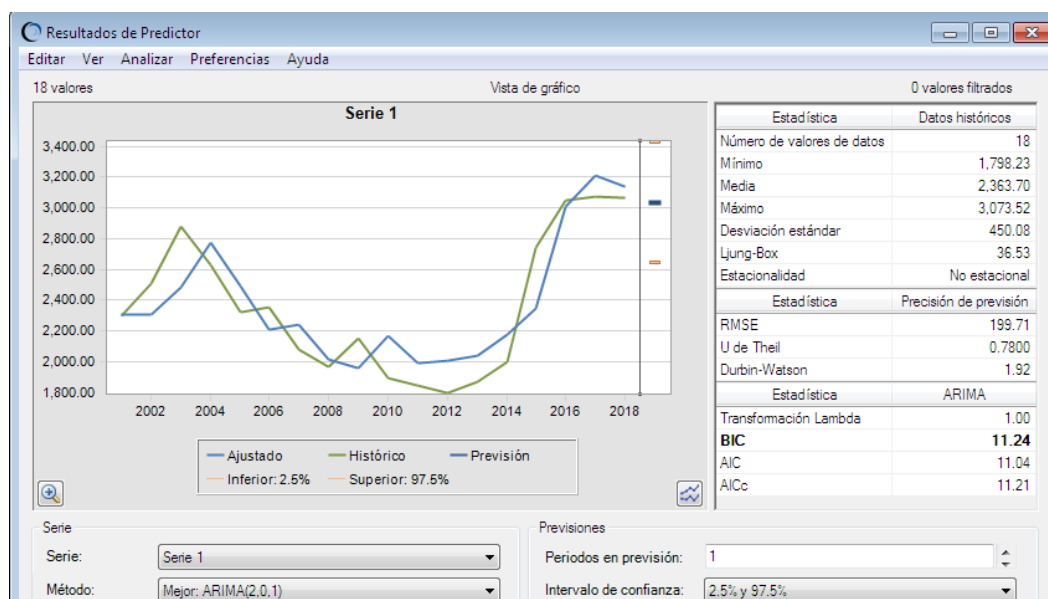 Resultados de Predictor
Editar Ver Analizar Preferencias Ayuda
18 valores Vista de gráfico 0 valores filtrados
Serie 1
3,400.00
3,200.00
3,000.00
2,800.00
2,600.00
2,400.00
2,200.00
2,000.00
1,800.00
2002 2004 2006 2008 2010 2012 2014 2016 2018
Ajustado Histórico Previsión
Inferior: 2.5% Superior: 97.5%
Estadística Datos históricos
Número de valores de datos 18
Mínimo 1,798.23
Media 2,363.70
Máximo 3,073.52
Desviación estándar 450.08
Ljung-Box 36.53
Estacionalidad No estacional
Estadística Precisión de previsión
RMSE 199.71
U de Theil 0.7800
Durbin-Watson 1.92
Estadística ARIMA
Transformación Lambda 1.00
BIC 11.24
AIC 11.04
AICc 11.21
Serie
Serie: Serie 1
Método: Mejor: ARIMA(2,0,1)
Previsiones
Periodos en previsión: 1
Intervalo de confianza: 2.5% y 97.5%